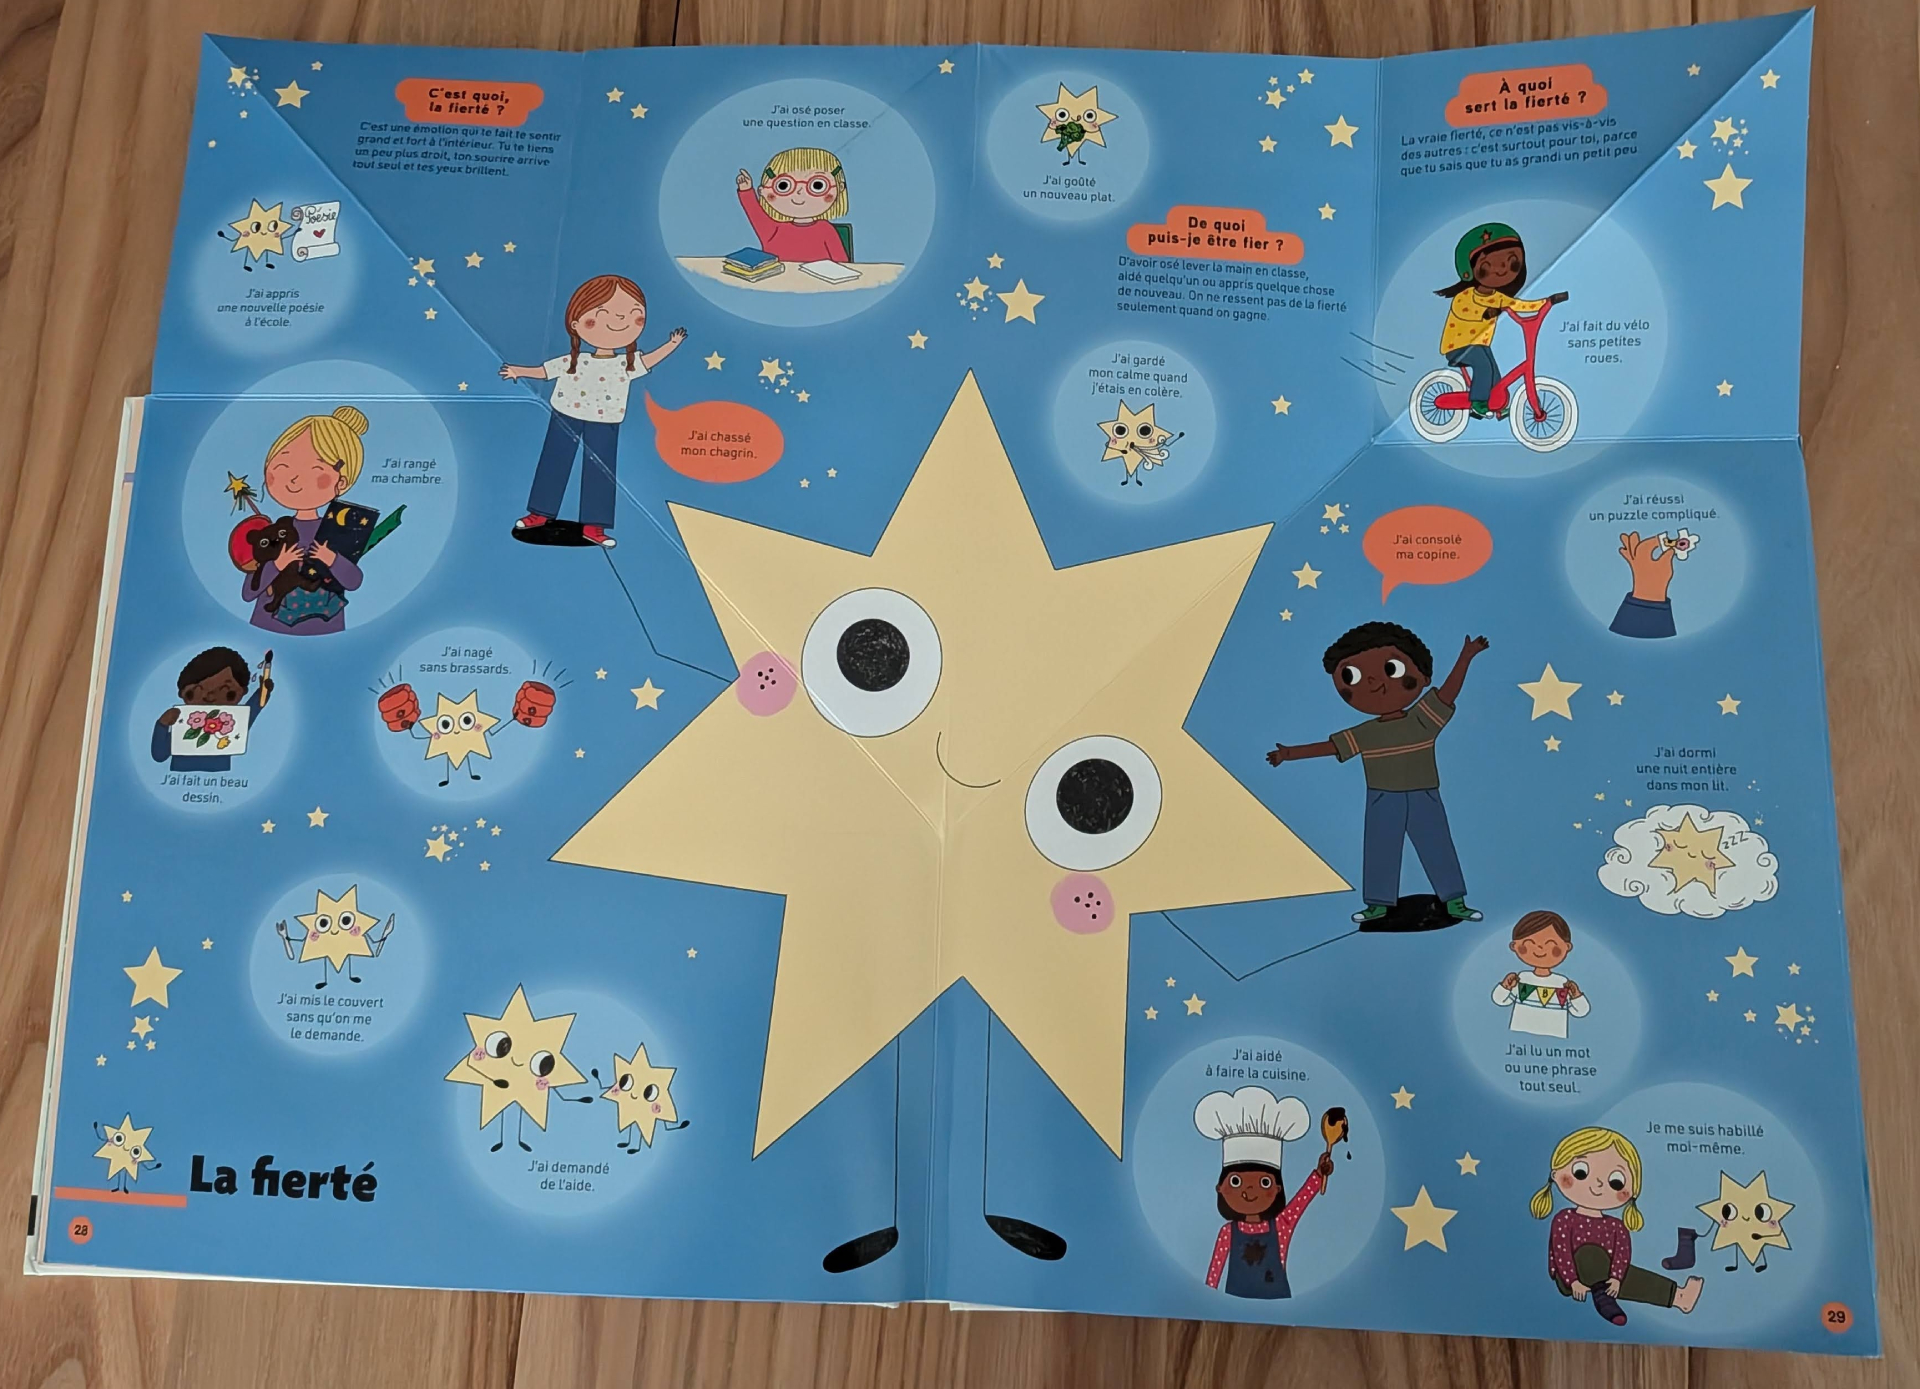 C'est quoi,
la fierté ?
C'est une émotion qui te fait te sentir
grand et fort à l'intérieur. Tu te tiens
un peu plus droit, ton sourire arrive
tout seul et tes yeux brillent.
J'ai osé poser
une question en classe.
J'ai goûté
un nouveau plat.
À quoi
sert la fierté ?
La vraie fierté, ce n'est pas vis-à-vis
des autres : c'est surtout pour toi, parce
que tu sais que tu as grandi un petit peu
Poésie
J'ai appris
une nouvelle poésie
à l'école.
De quoi
puis-je être fier ?
D'avoir osé lever la main en classe,
aidé quelqu'un ou appris quelque chose
de nouveau. On ne ressent pas de la fierté
seulement quand on gagne.
J'ai fait du vélo
sans petites
roues.
J'ai gardé
mon calme quand
j'étais en colère.
J'ai chassé
mon chagrin.
J'ai rangé
ma chambre.
J'ai réussi
un puzzle compliqué.
J'ai consolé
ma copine.
J'ai nagé
sans brassards.
J'ai fait un beau
dessin.
J'ai dormi
une nuit entière
dans mon lit.
zzz
J'ai mis le couvert
sans qu'on me
le demande.
A B C
J'ai lu un mot
ou une phrase
tout seul.
J'ai aidé
à faire la cuisine.
Je me suis habillé
moi-même.
J'ai demandé
de l'aide.
La fierté
28
29